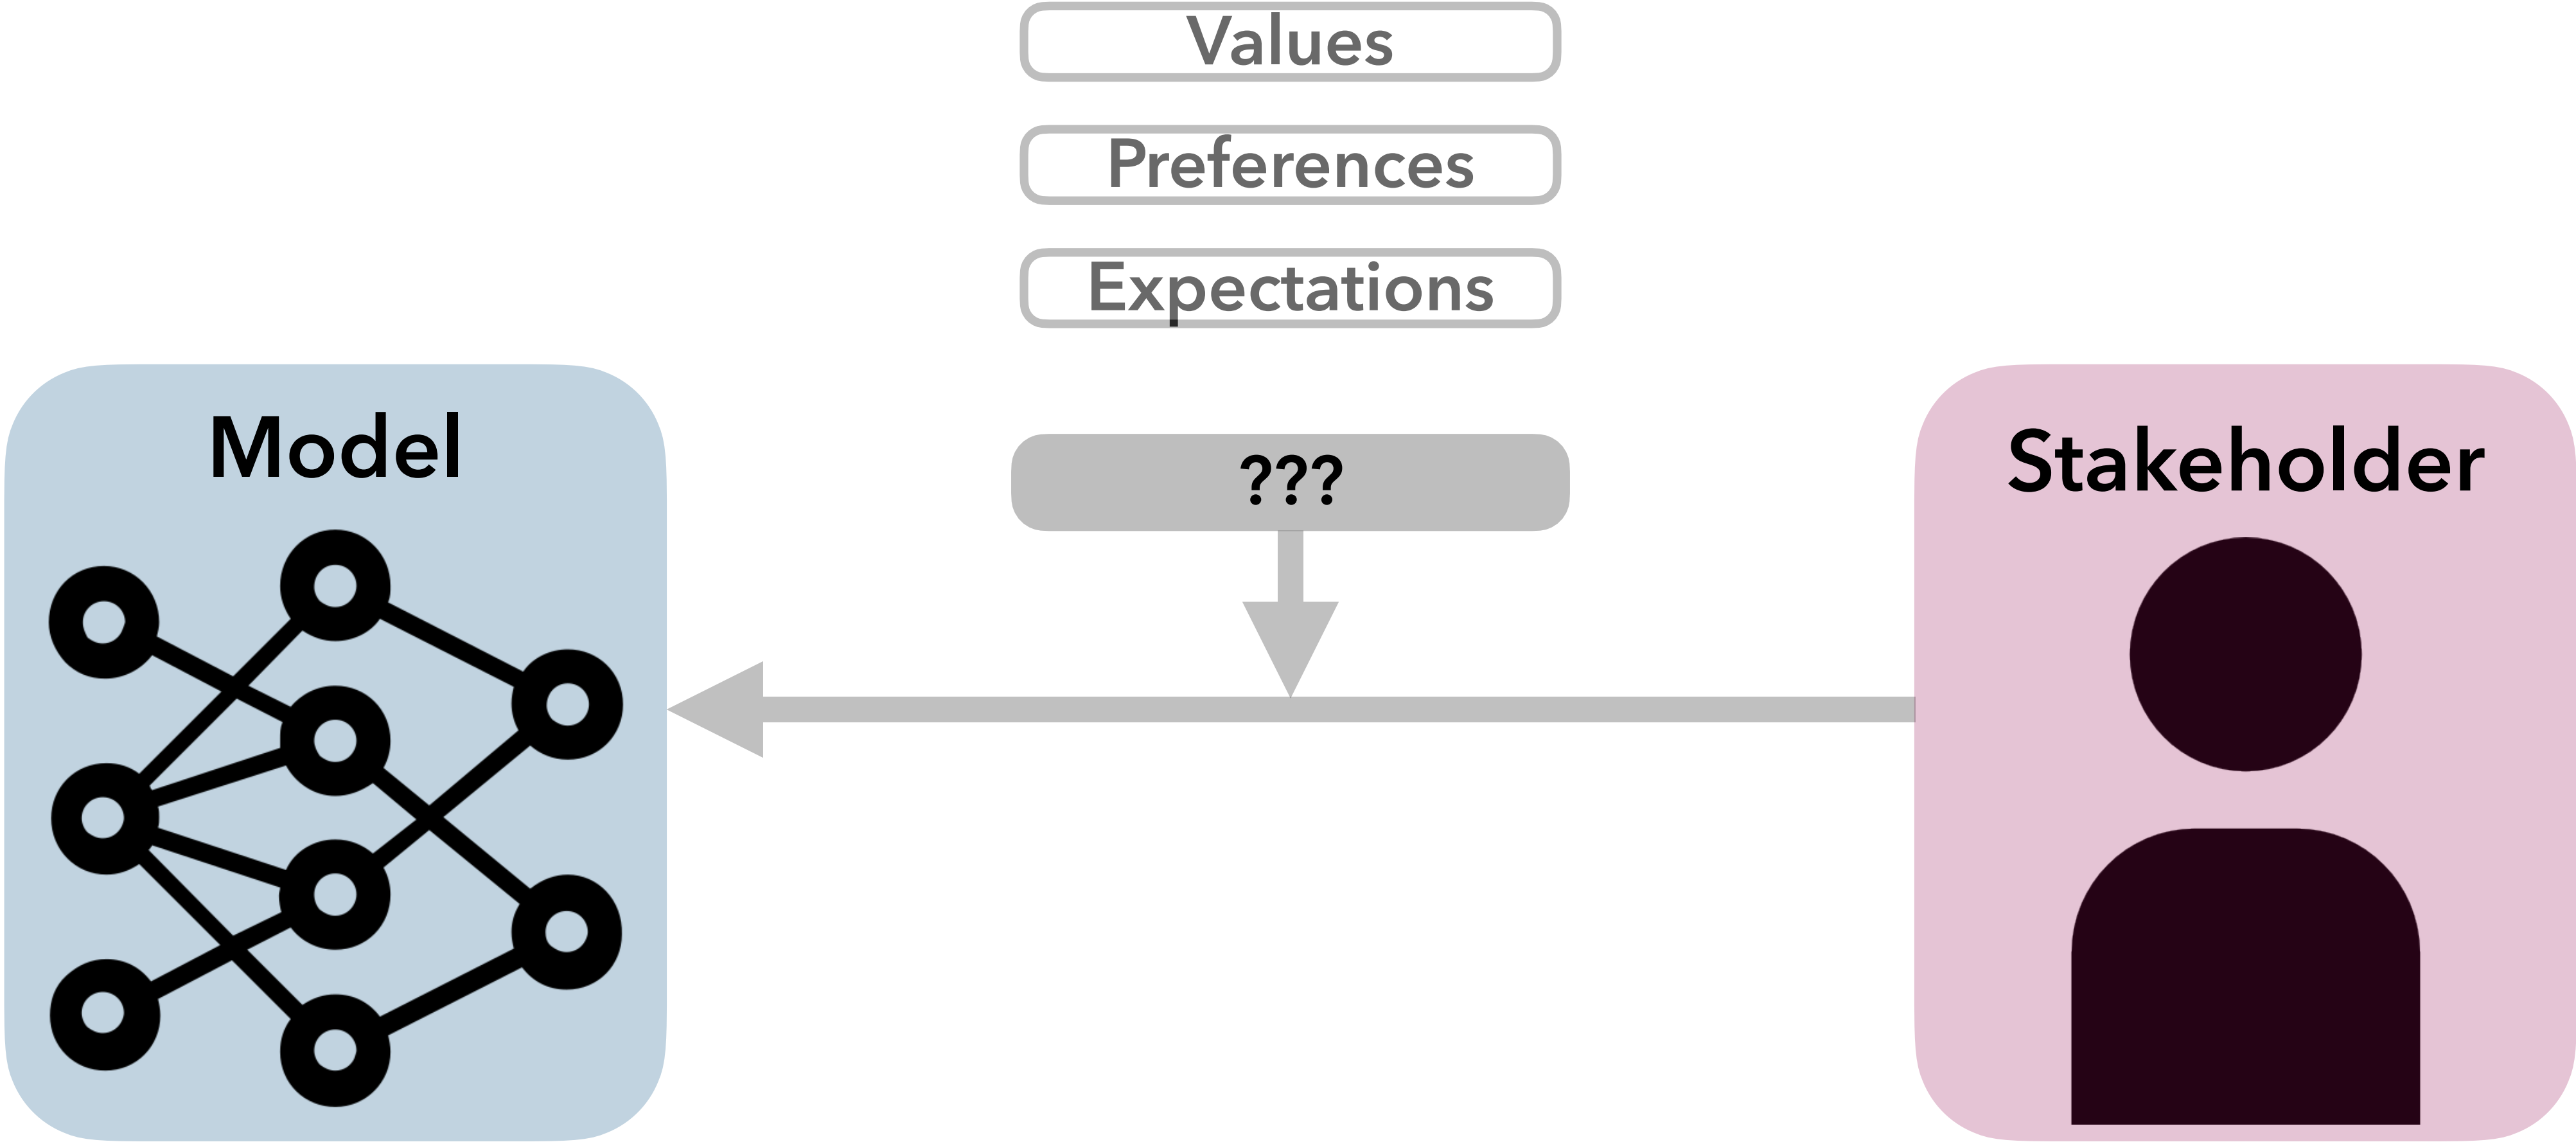 Values
Preferences
Expectations
Model
???
Stakeholder